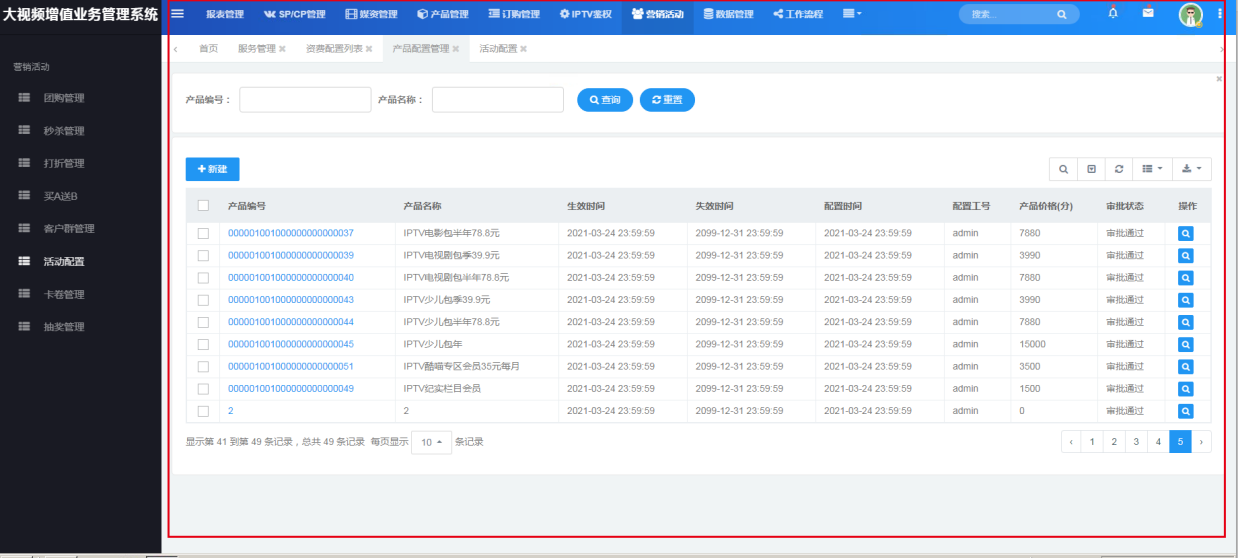 大视频增值业务管理系统 报表管理 SP/CP管理 媒资管理 产品管理 订购管理 IPTV鉴权 营销活动 数据管理 工作流程 搜索...
首页 服务管理 资费配置列表 产品配置管理 活动配置
营销活动
团购管理
秒杀管理
打折管理
买A送B
客户群管理
活动配置
卡卷管理
抽奖管理
产品编号： 产品名称： 查询 重置
+新建
产品编号 产品名称 生效时间 失效时间 配置时间 配置工号 产品价格(分) 审批状态 操作
000001001000000000000037 IPTV电影包半年78.8元 2021-03-24 23:59:59 2099-12-31 23:59:59 2021-03-24 23:59:59 admin 7880 审批通过
000001001000000000000039 IPTV电视剧包季39.9元 2021-03-24 23:59:59 2099-12-31 23:59:59 2021-03-24 23:59:59 admin 3990 审批通过
000001001000000000000040 IPTV电视剧包半年78.8元 2021-03-24 23:59:59 2099-12-31 23:59:59 2021-03-24 23:59:59 admin 7880 审批通过
000001001000000000000043 IPTV少儿包季39.9元 2021-03-24 23:59:59 2099-12-31 23:59:59 2021-03-24 23:59:59 admin 3990 审批通过
000001001000000000000044 IPTV少儿包半年78.8元 2021-03-24 23:59:59 2099-12-31 23:59:59 2021-03-24 23:59:59 admin 7880 审批通过
000001001000000000000045 IPTV少儿包年 2021-03-24 23:59:59 2099-12-31 23:59:59 2021-03-24 23:59:59 admin 15000 审批通过
000001001000000000000051 IPTV酷喵专区会员35元每月 2021-03-24 23:59:59 2099-12-31 23:59:59 2021-03-24 23:59:59 admin 3500 审批通过
000001001000000000000049 IPTV纪实栏目会员 2021-03-24 23:59:59 2099-12-31 23:59:59 2021-03-24 23:59:59 admin 1500 审批通过
2 2 2021-03-24 23:59:59 2099-12-31 23:59:59 2021-03-24 23:59:59 admin 0 审批通过
显示第 41 到第 49 条记录，总共 49 条记录 每页显示 10 条记录 ‹ 1 2 3 4 5 ›